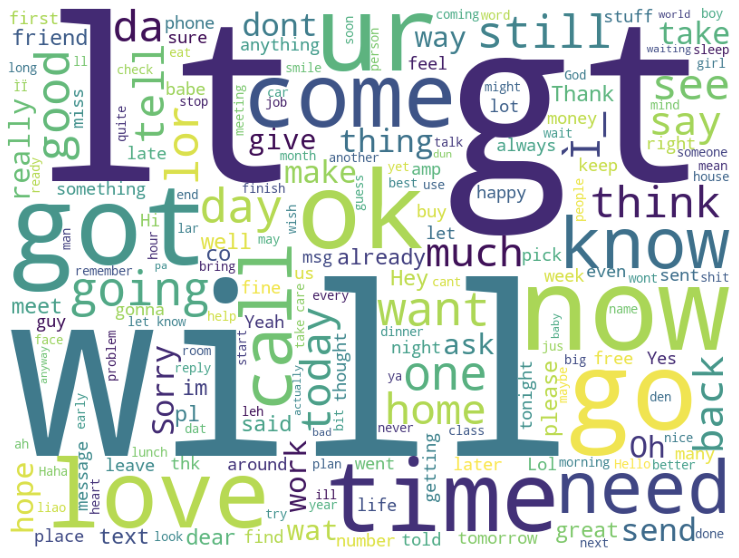 lt
gt
will
got
now
go
ur
come
ok
know
time
love
need
call
still
da
dont
way
take
see
say
think
good
tell
lor
give
thing
make
day
really
friend
first
phone
sure
babe
late
something
anything
feel
lot
always
money
right
keep
Thank
stuff
coming
word
boy
world
waiting
sleep
soon
person
girl
God
might
wait
mind
someone
mean
house
talk
dun
yet
best
use
happy
buy
another
month
amp
guess
finish
meeting
car
job
smile
check
eat
stop
quite
long
ll
miss
ready
Ì_
ÌÏ
much
already
msg
us
well
co
fine
Hi
end
lar
may
wish
bring
hour
man
remember
pa
meet
going
gonna
guy
let know
help
every
take care
cant
Hey
let
pick
week
even
sent
wont
shit
people
want
today
one
ask
home
night
dinner
name
baby
jus
big
free
Yes
tonight
please
maybe
den
back
Yeah
Sorry
im
pl
said
start
reply
room
problem
face
anyway
leh
actually
bit
thought
ya
never
class
nice
Oh
many
later
Lol
morning
Hello
better
getting
went
plan
bad
around
work
thk
leave
lunch
dat
early
message
Haha
ah
hope
heart
liao
place
text
look
dear
find
try
year
ill
life
wat
number
told
tomorrow
great
send
next
done